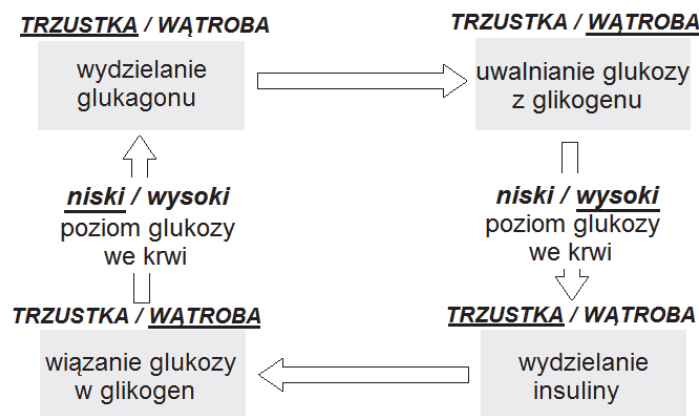 TRZUSTKA / WĄTROBA
wydzielanie
glukagonu
TRZUSTKA / WĄTROBA
uwalnianie glukozy
z glikogenu
niski / wysoki
poziom glukozy
we krwi
niski / wysoki
poziom glukozy
we krwi
TRZUSTKA / WĄTROBA
wiązanie glukozy
w glikogen
TRZUSTKA / WĄTROBA
wydzielanie
insuliny